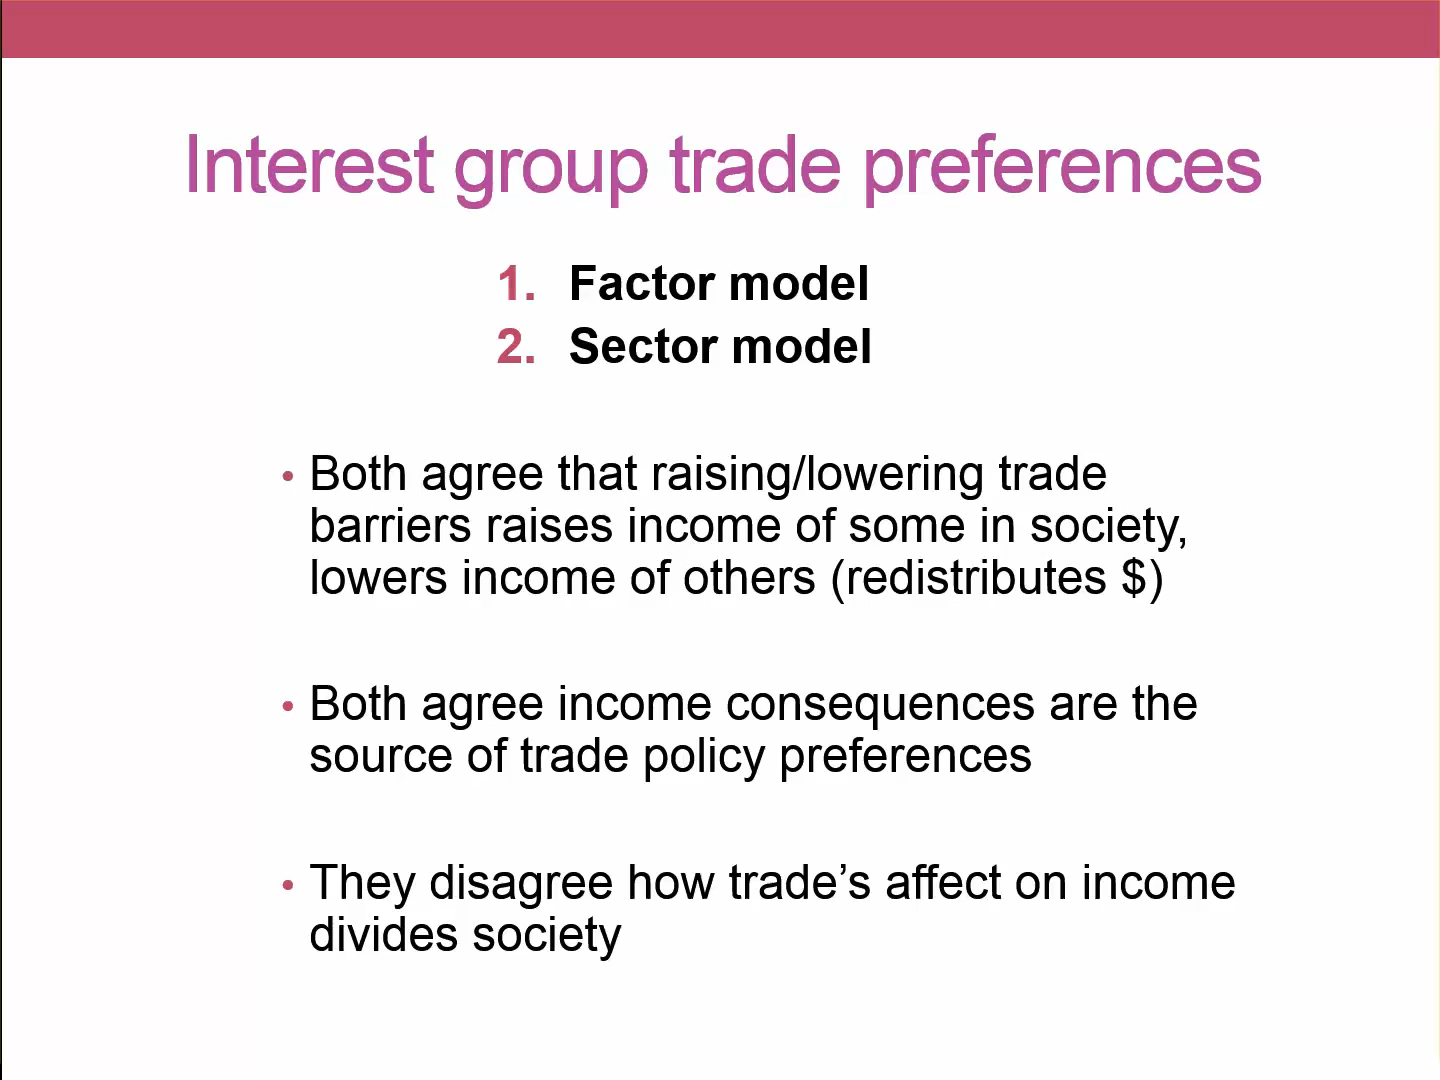 Interest group trade preferences
1. Factor model
2. Sector model
• Both agree that raising/lowering trade
barriers raises income of some in society,
lowers income of others (redistributes $)
• Both agree income consequences are the
source of trade policy preferences
• They disagree how trade’s affect on income
divides society